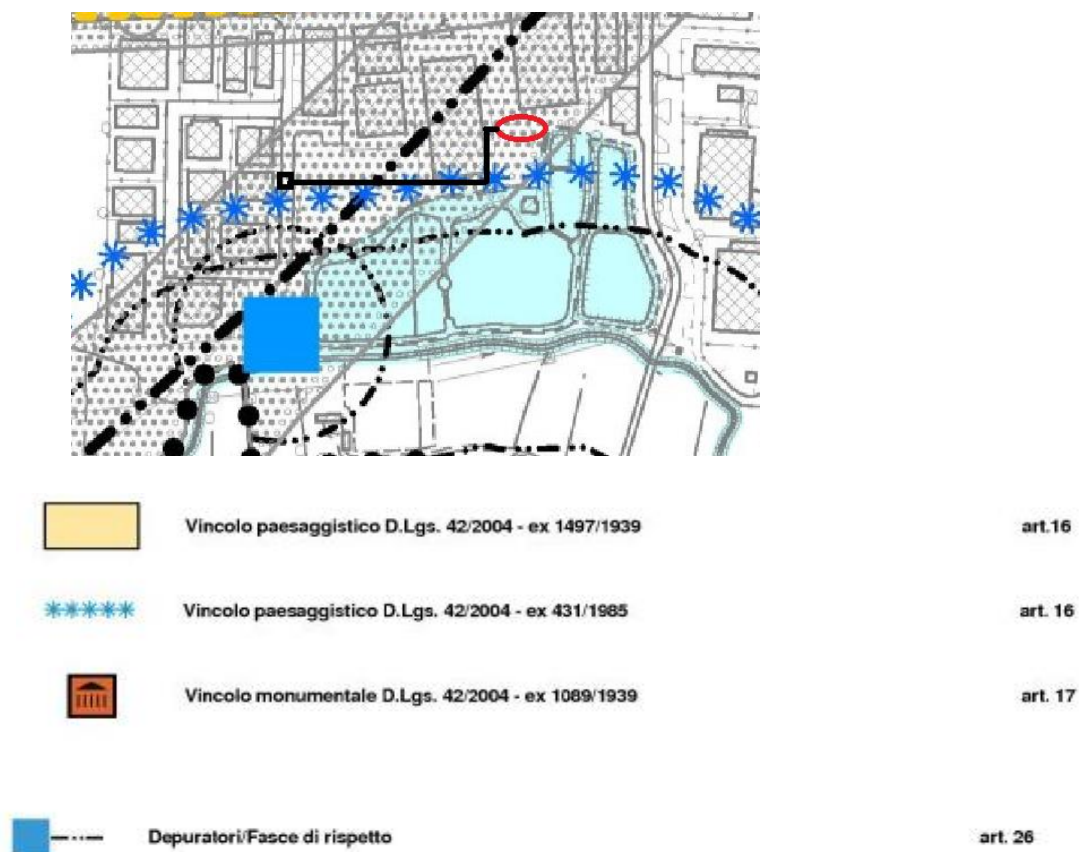 Vincolo paesaggistico D.Lgs. 42/2004 - ex 1497/1939 art.16
Vincolo paesaggistico D.Lgs. 42/2004 - ex 431/1985 art. 16
Vincolo monumentale D.Lgs. 42/2004 - ex 1089/1939 art. 17
Depuratori/Fasce di rispetto art. 26